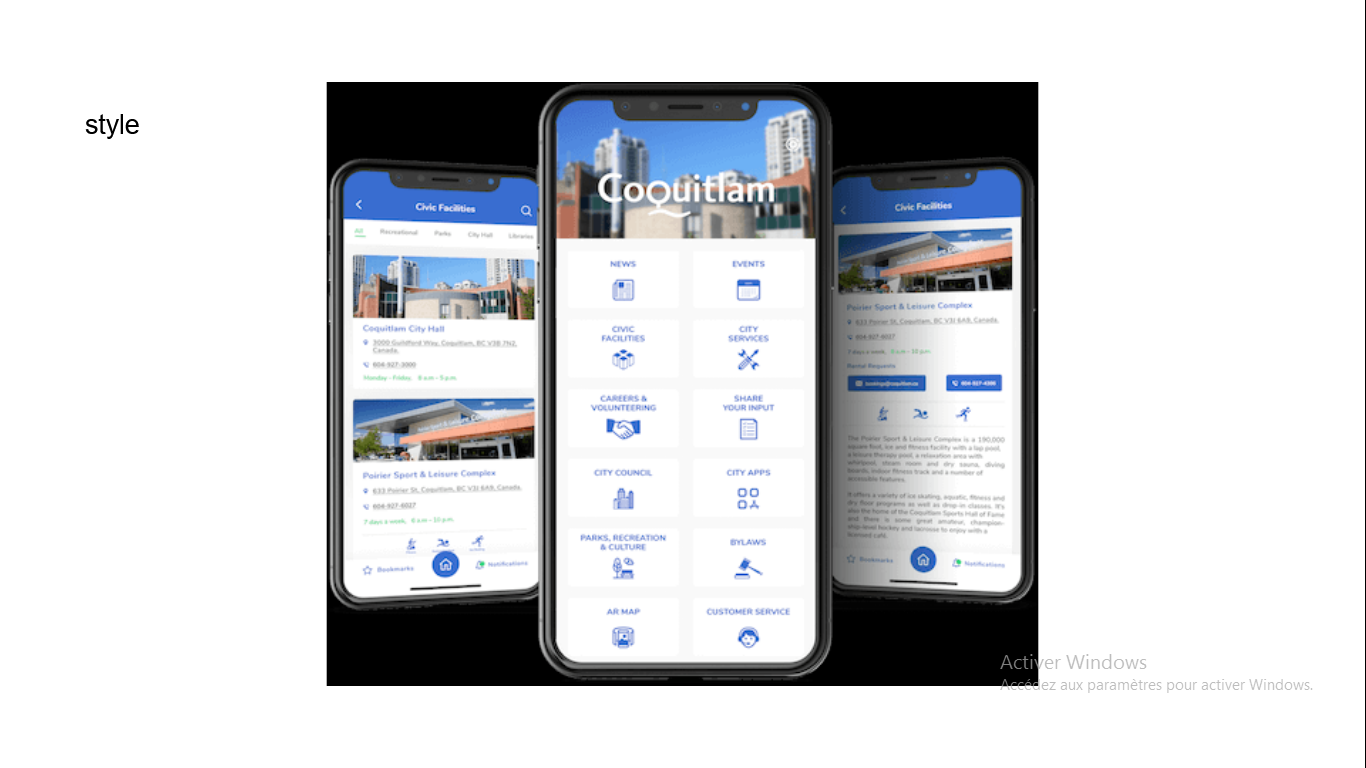 style
Civic Facilities
All Recreational Parks City Hall Libraries
Coquitlam City Hall
3000 Guildford Way, Coquitlam, BC V3B 7N2,
Canada.
604-927-3000
Monday - Friday, 8 a.m - 5 p.m.
Poirier Sport & Leisure Complex
633 Poirier St, Coquitlam, BC V3J 6A9, Canada.
604-927-6027
7 days a week, 6 a.m - 10 p.m.
Bookmarks
Notifications
Coquitlam
NEWS
EVENTS
CIVIC
FACILITIES
CITY
SERVICES
CAREERS &
VOLUNTEERING
SHARE
YOUR INPUT
CITY COUNCIL
CITY APPS
PARKS, RECREATION
& CULTURE
BYLAWS
AR MAP
CUSTOMER SERVICE
Civic Facilities
Poirier Sport & Leisure Complex
633 Poirier St, Coquitlam, BC V3J 6A9, Canada.
604-927-6027
7 days a week, 6 a.m - 10 p.m.
Rental Requests:
bookings@coquitlam.ca
604-927-4386
The Poirier Sport & Leisure Complex is a 190,000
square foot, ice and fitness facility with a lap pool,
a leisure therapy pool, a relaxation area with
whirlpool, steam room and dry sauna, diving
boards, indoor fitness track and a number of
accessible features.
It offers a variety of ice skating, aquatic, fitness and
dry floor programs as well as drop-in classes. It's
also the home of the Coquitlam Sports Hall of Fame
and there is some great amateur, champion-
ship-level hockey and lacrosse to enjoy with a
licensed café.
Bookmarks
Notifications
Activer Windows
Accédez aux paramètres pour activer Windows.